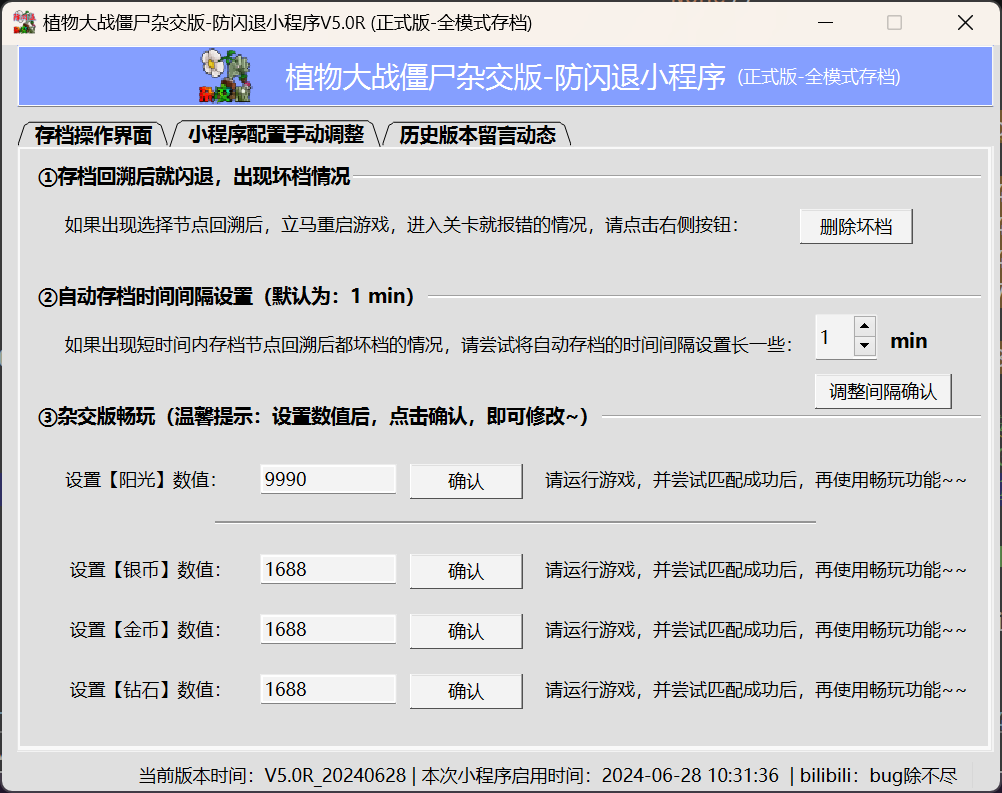 植物大战僵尸杂交版-防闪退小程序V5.0R (正式版-全模式存档)
植物大战僵尸杂交版-防闪退小程序 (正式版-全模式存档)
存档操作界面 小程序配置手动调整 历史版本留言动态
①存档回溯后就闪退，出现坏档情况
如果出现选择节点回溯后，立马重启游戏，进入关卡就报错的情况，请点击右侧按钮： 删除坏档
②自动存档时间间隔设置（默认为：1 min）
如果出现短时间内存档节点回溯后都坏档的情况，请尝试将自动存档的时间间隔设置长一些： 1 min
调整间隔确认
③杂交版畅玩（温馨提示：设置数值后，点击确认，即可修改~）
设置【阳光】数值： 9990 确认 请运行游戏，并尝试匹配成功后，再使用畅玩功能~~
设置【银币】数值： 1688 确认 请运行游戏，并尝试匹配成功后，再使用畅玩功能~~
设置【金币】数值： 1688 确认 请运行游戏，并尝试匹配成功后，再使用畅玩功能~~
设置【钻石】数值： 1688 确认 请运行游戏，并尝试匹配成功后，再使用畅玩功能~~
当前版本时间：V5.0R_20240628 | 本次小程序启用时间：2024-06-28 10:31:36 | bilibili：bug除不尽